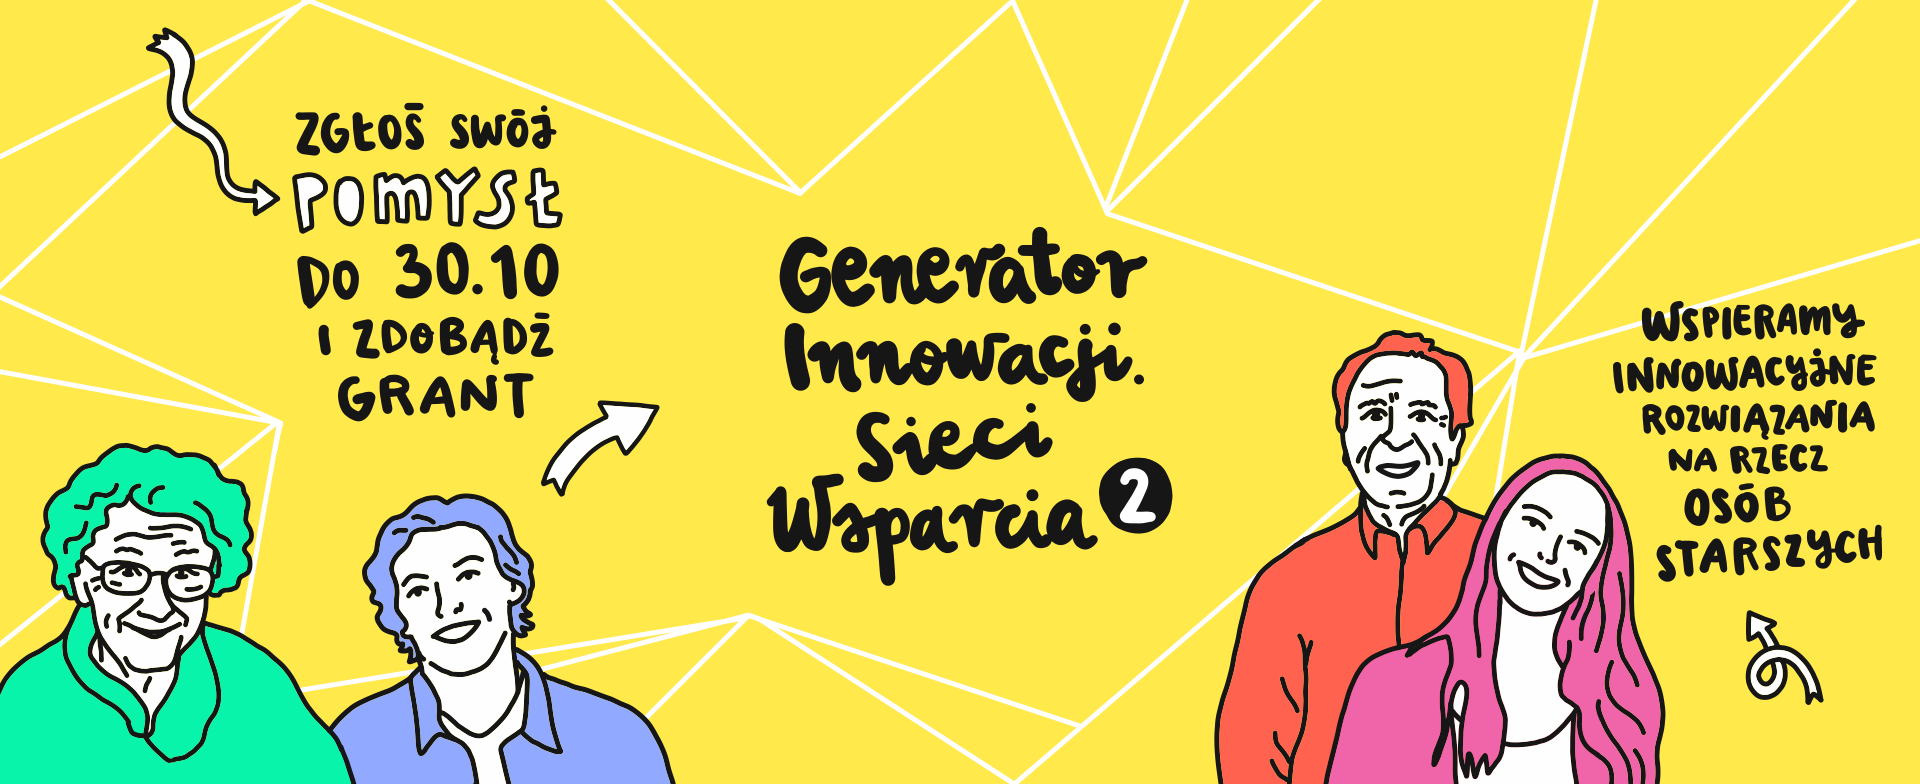 ZGŁOŚ SWÓJ
POMYSŁ
DO 30.10
I ZDOBĄDŹ
GRANT
Generator
Innowacji.
Sieci
Wsparcia 2
WSPIERAMY
INNOWACYJNE
ROZWIĄZANIA
NA RZECZ
OSÓB
STARSZYCH